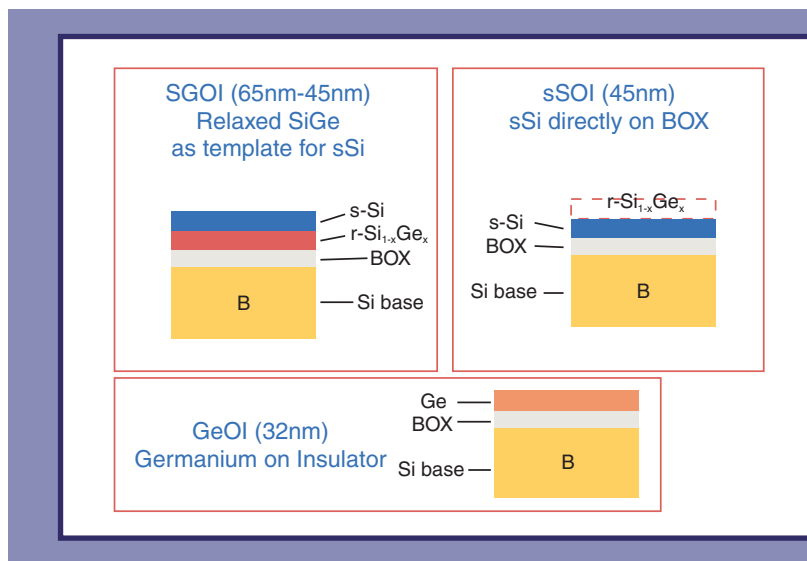 SGOI (65nm-45nm)
Relaxed SiGe
as template for sSi
s-Si
r-Si₁₋ₓGeₓ
BOX
Si base
B
sSOI (45nm)
sSi directly on BOX
r-Si₁₋ₓGeₓ
s-Si
BOX
Si base
B
GeOI (32nm)
Germanium on Insulator
Ge
BOX
Si base
B